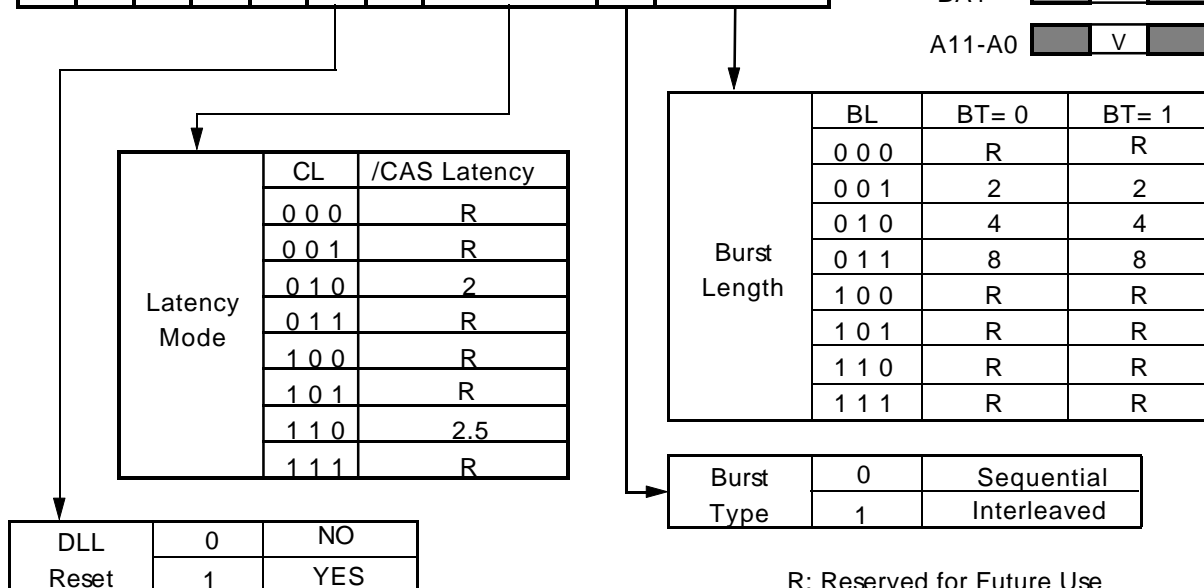 A11-A0 V
BL BT= 0 BT= 1
0 0 0 R R
0 0 1 2 2
0 1 0 4 4
Burst Length
0 1 1 8 8
1 0 0 R R
1 0 1 R R
1 1 0 R R
1 1 1 R R
CL /CAS Latency
0 0 0 R
0 0 1 R
0 1 0 2
Latency Mode
0 1 1 R
1 0 0 R
1 0 1 R
1 1 0 2.5
1 1 1 R
Burst Type
0 Sequential
1 Interleaved
DLL Reset
0 NO
1 YES
R: Reserved for Future Use